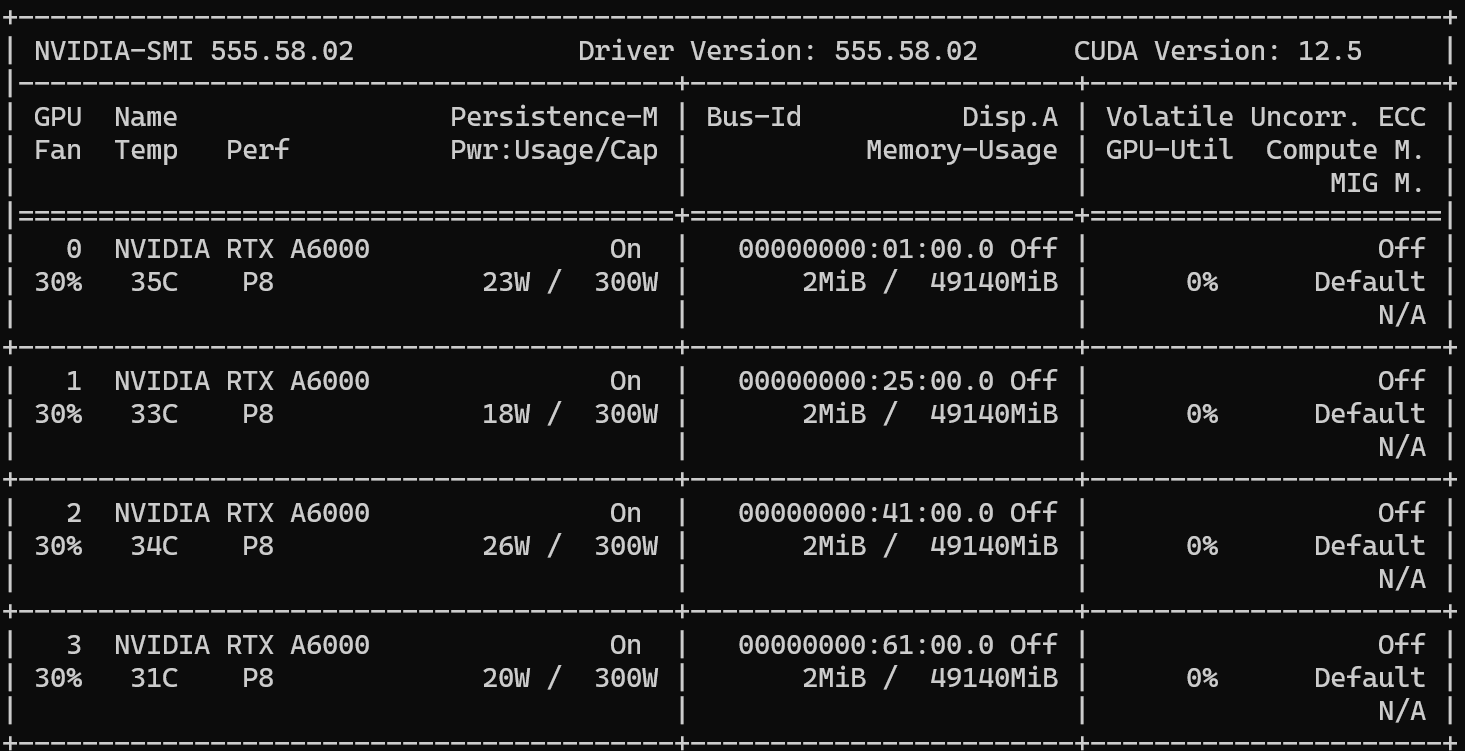 +-----------------------------------------------------------------------------------------+
| NVIDIA-SMI 555.58.02              Driver Version: 555.58.02      CUDA Version: 12.5     |
|-----------------------------------------+------------------------+----------------------+
| GPU  Name                 Persistence-M | Bus-Id          Disp.A | Volatile Uncorr. ECC |
| Fan  Temp   Perf          Pwr:Usage/Cap |           Memory-Usage | GPU-Util  Compute M. |
|                                         |                        |               MIG M. |
|=========================================+========================+======================|
|   0  NVIDIA RTX A6000               On  |   00000000:01:00.0 Off |                  Off |
| 30%   35C    P8             23W /  300W |       2MiB /  49140MiB |      0%      Default |
|                                         |                        |                  N/A |
+-----------------------------------------+------------------------+----------------------+
|   1  NVIDIA RTX A6000               On  |   00000000:25:00.0 Off |                  Off |
| 30%   33C    P8             18W /  300W |       2MiB /  49140MiB |      0%      Default |
|                                         |                        |                  N/A |
+-----------------------------------------+------------------------+----------------------+
|   2  NVIDIA RTX A6000               On  |   00000000:41:00.0 Off |                  Off |
| 30%   34C    P8             26W /  300W |       2MiB /  49140MiB |      0%      Default |
|                                         |                        |                  N/A |
+-----------------------------------------+------------------------+----------------------+
|   3  NVIDIA RTX A6000               On  |   00000000:61:00.0 Off |                  Off |
| 30%   31C    P8             20W /  300W |       2MiB /  49140MiB |      0%      Default |
|                                         |                        |                  N/A |
+-----------------------------------------+------------------------+----------------------+